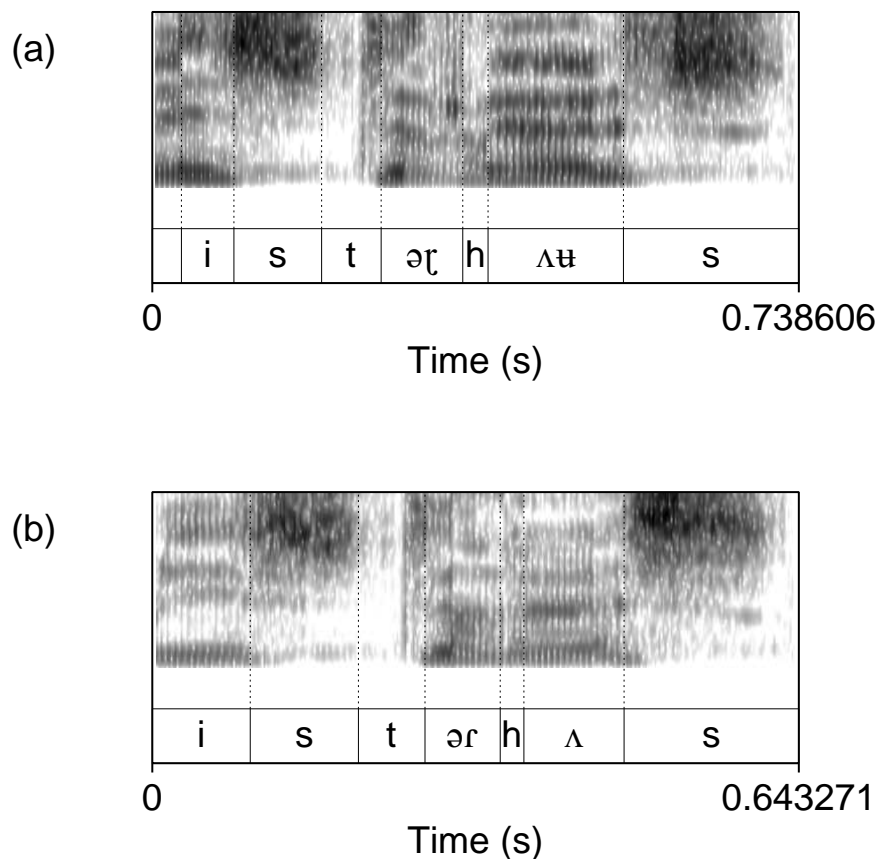 (a)
i s t əɽ h ʌʉ s
0 0.738606
Time (s)
(b)
i s t əɾ h ʌ s
0 0.643271
Time (s)